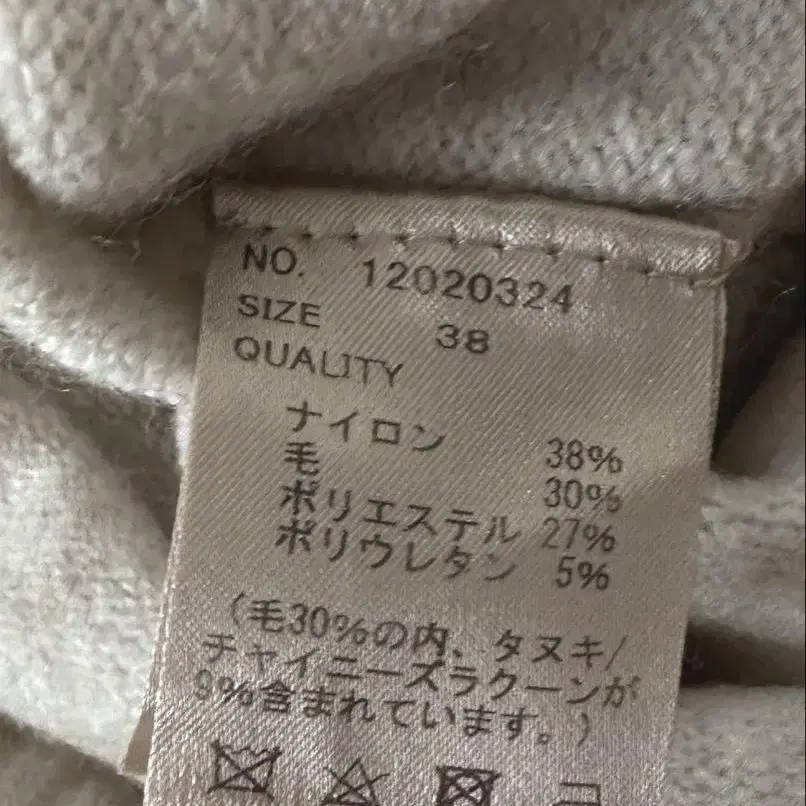 NO. 12020324
SIZE 38
QUALITY
ナイロン 38%
毛 30%
ポリエステル 27%
ポリウレタン 5%
(毛30%の内、タヌキ/
チャイニーズラクーンが
9%含まれています。)